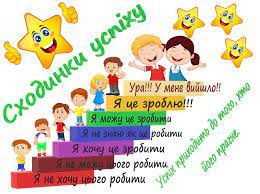 Сходинки успіху
Ура!!! У мене вийшло!!
Я це зроблю!!!
Я можу це зробити
Я не знаю як це робити
Я хочу це зробити
Я не можу цього робити
Я не хочу цього робити
Успіх приходить до того, хто
його прагне